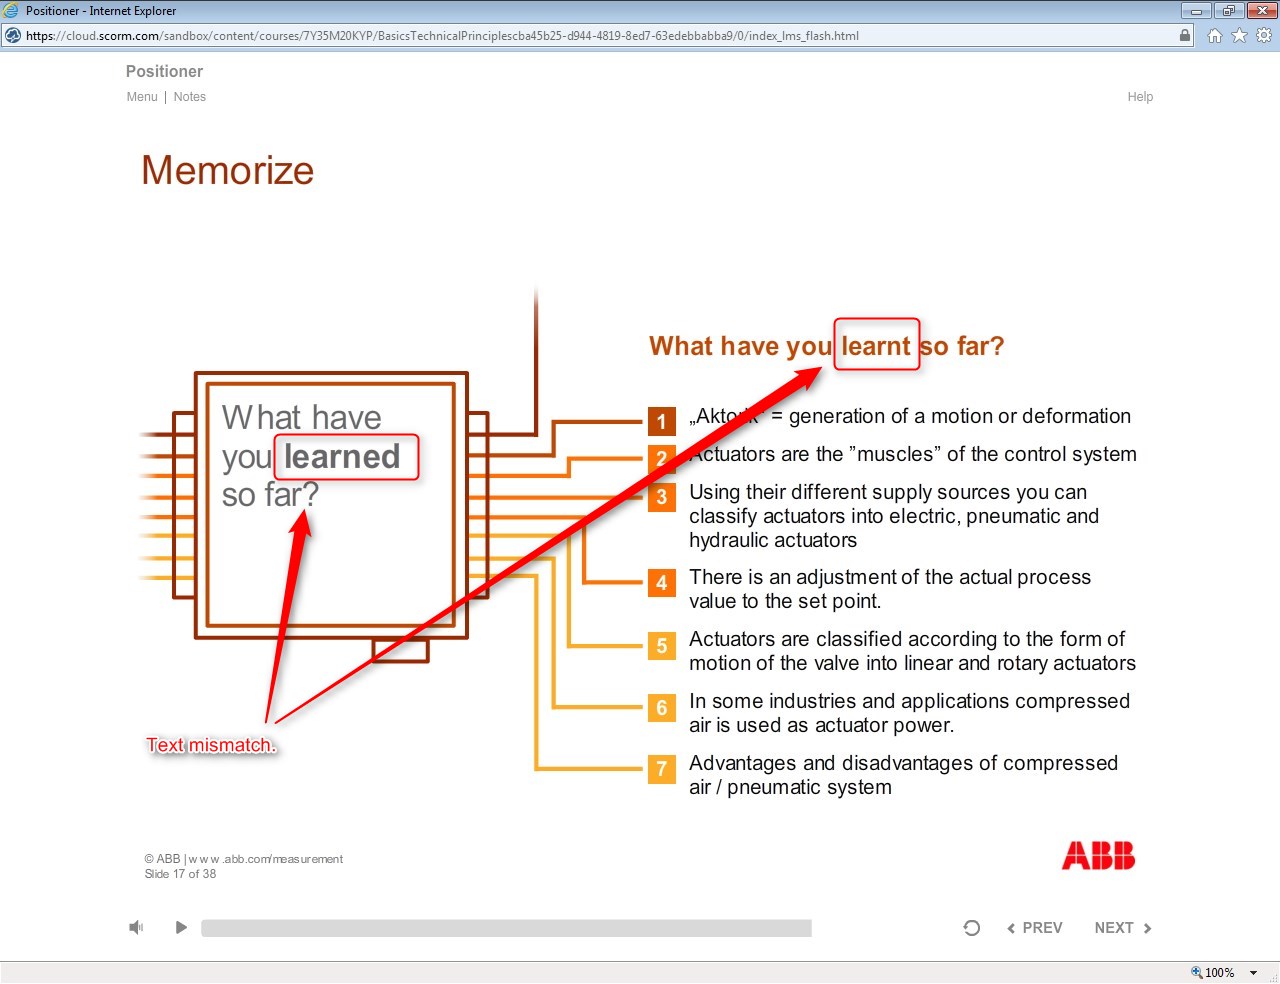 Positioner - Internet Explorer
https://cloud.scorm.com/sandbox/content/courses/7Y35M20KYP/BasicsTechnicalPrinciplescba45b25-d944-4819-8ed7-63edebbabba9/0/index_lms_flash.html
Positioner
Menu | Notes
Help
Memorize
What have
you learned
so far?
Text mismatch.
What have you learnt so far?
1 „Aktorik“ = generation of a motion or deformation
2 Actuators are the ”muscles” of the control system
3 Using their different supply sources you can
classify actuators into electric, pneumatic and
hydraulic actuators
4 There is an adjustment of the actual process
value to the set point.
5 Actuators are classified according to the form of
motion of the valve into linear and rotary actuators
6 In some industries and applications compressed
air is used as actuator power.
7 Advantages and disadvantages of compressed
air / pneumatic system
© ABB | www.abb.com/measurement
Slide 17 of 38
ABB
PREV NEXT
100%